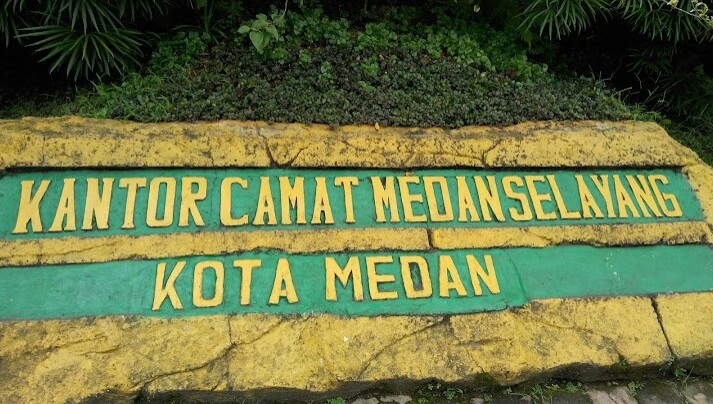 KANTOR CAMAT MEDAN SELAYANG
KOTA MEDAN